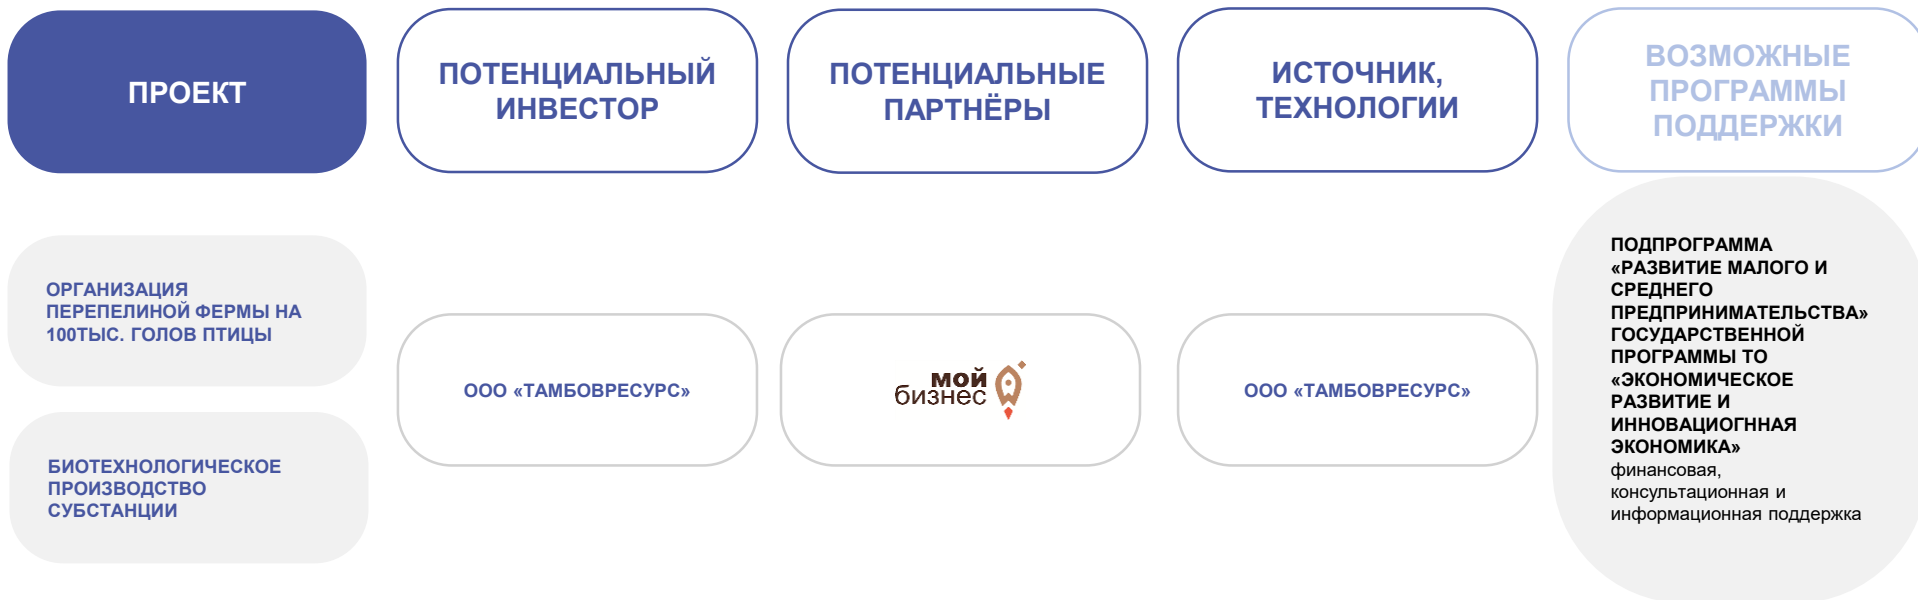 ПРОЕКТ
ПОТЕНЦИАЛЬНЫЙ
ИНВЕСТОР
ПОТЕНЦИАЛЬНЫЕ
ПАРТНЁРЫ
ИСТОЧНИК,
ТЕХНОЛОГИИ
ВОЗМОЖНЫЕ
ПРОГРАММЫ
ПОДДЕРЖКИ
ОРГАНИЗАЦИЯ
ПЕРЕПЕЛИНОЙ ФЕРМЫ НА
100ТЫС. ГОЛОВ ПТИЦЫ
БИОТЕХНОЛОГИЧЕСКОЕ
ПРОИЗВОДСТВО
СУБСТАНЦИИ
ООО «ТАМБОВРЕСУРС»
мой
бизнес
ООО «ТАМБОВРЕСУРС»
ПОДПРОГРАММА
«РАЗВИТИЕ МАЛОГО И
СРЕДНЕГО
ПРЕДПРИНИМАТЕЛЬСТВА»
ГОСУДАРСТВЕННОЙ
ПРОГРАММЫ ТО
«ЭКОНОМИЧЕСКОЕ
РАЗВИТИЕ И
ИННОВАЦИОГННАЯ
ЭКОНОМИКА»
финансовая,
консультационная и
информационная поддержка